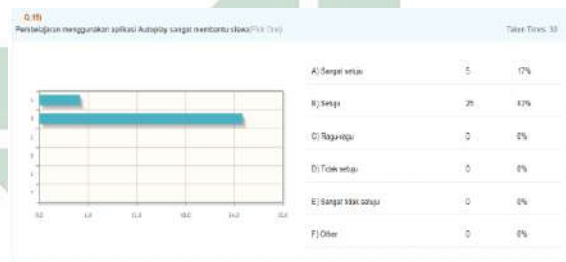 Q.15)
Pembelajaran menggunakan aplikasi Autoplay sangat membantu siswa(Pick One)
Taken Times: 30
A) Sangat setuju 5 17%
B) Setuju 25 83%
C) Ragu-ragu 0 0%
D) Tidak setuju 0 0%
E) Sangat tidak setuju 0 0%
F) Other 0 0%